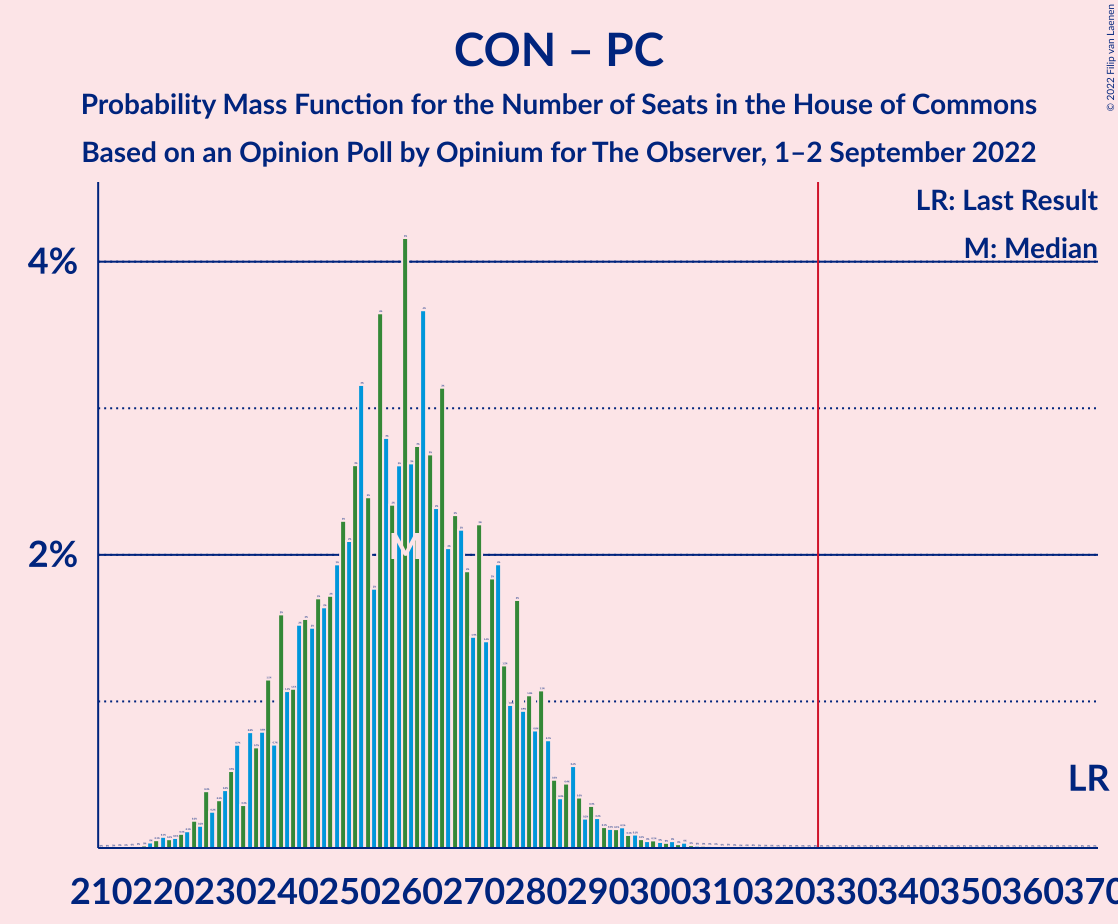 CON – PC
Probability Mass Function for the Number of Seats in the House of Commons
Based on an Opinion Poll by Opinium for The Observer, 1–2 September 2022
© 2022 Filip van Laenen
LR: Last Result
M: Median
4%
2%
M
LR
210220230240250260270280290300310320330340350360370